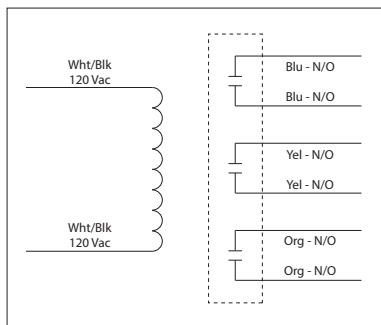 Wht/Blk
120 Vac
Blu - N/O
Blu - N/O
Yel - N/O
Yel - N/O
Wht/Blk
120 Vac
Org - N/O
Org - N/O